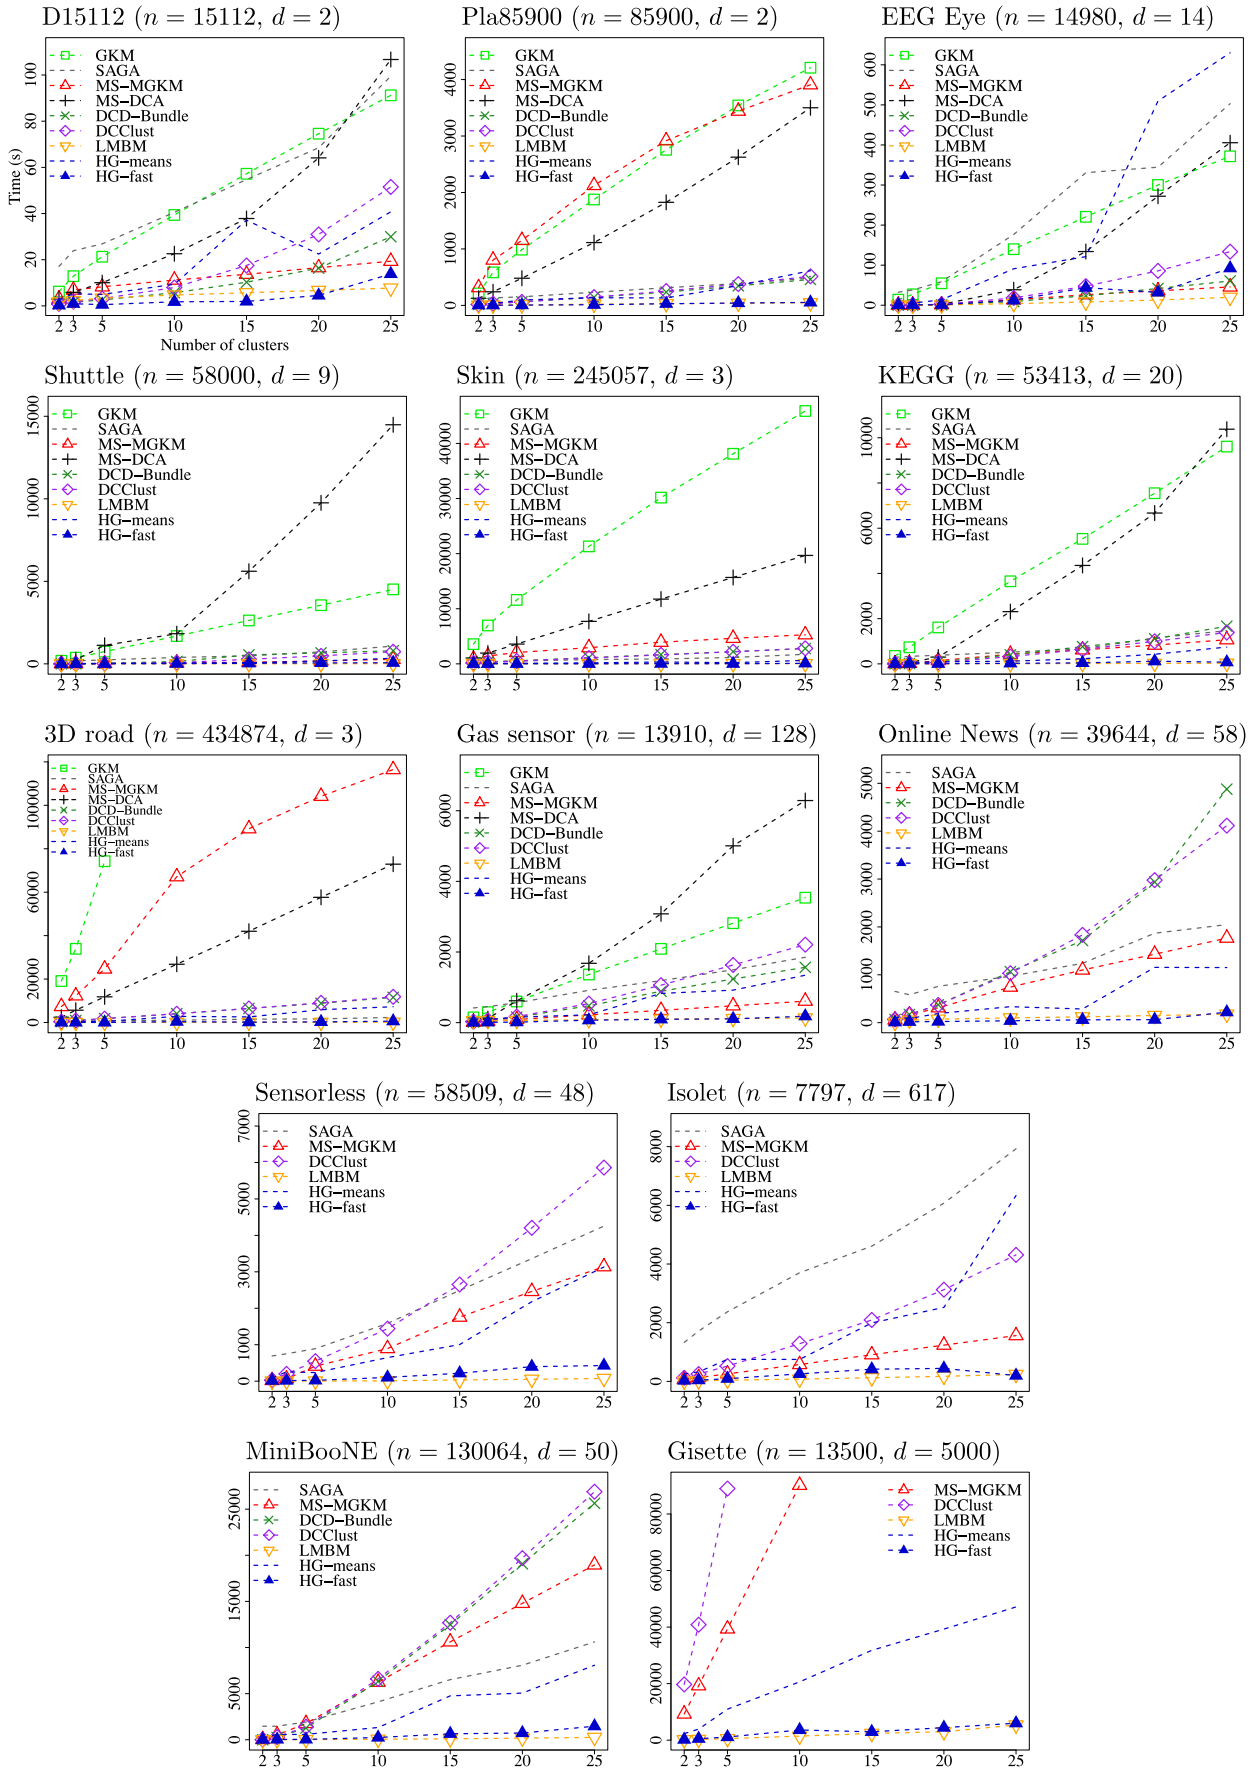 D15112 (n = 15112, d = 2)
Time (s)
0 20 40 60 80 100
GKM
SAGA
MS−MGKM
MS−DCA
DCD−Bundle
DCClust
LMBM
HG−means
HG−fast
2 3 5 10 15 20 25
Number of clusters
Pla85900 (n = 85900, d = 2)
0 1000 2000 3000 4000
GKM
SAGA
MS−MGKM
MS−DCA
DCD−Bundle
DCClust
LMBM
HG−means
HG−fast
2 3 5 10 15 20 25
EEG Eye (n = 14980, d = 14)
0 100 200 300 400 500 600
GKM
SAGA
MS−MGKM
MS−DCA
DCD−Bundle
DCClust
LMBM
HG−means
HG−fast
2 3 5 10 15 20 25
Shuttle (n = 58000, d = 9)
0 5000 10000 15000
GKM
SAGA
MS−MGKM
MS−DCA
DCD−Bundle
DCClust
LMBM
HG−means
HG−fast
2 3 5 10 15 20 25
Skin (n = 245057, d = 3)
0 10000 20000 30000 40000
GKM
SAGA
MS−MGKM
MS−DCA
DCD−Bundle
DCClust
LMBM
HG−means
HG−fast
2 3 5 10 15 20 25
KEGG (n = 53413, d = 20)
0 2000 6000 10000
GKM
SAGA
MS−MGKM
MS−DCA
DCD−Bundle
DCClust
LMBM
HG−means
HG−fast
2 3 5 10 15 20 25
3D road (n = 434874, d = 3)
0 20000 60000 100000
GKM
SAGA
MS−MGKM
MS−DCA
DCD−Bundle
DCClust
LMBM
HG−means
HG−fast
2 3 5 10 15 20 25
Gas sensor (n = 13910, d = 128)
0 2000 4000 6000
GKM
SAGA
MS−MGKM
MS−DCA
DCD−Bundle
DCClust
LMBM
HG−means
HG−fast
2 3 5 10 15 20 25
Online News (n = 39644, d = 58)
0 1000 2000 3000 4000 5000
SAGA
MS−MGKM
DCD−Bundle
DCClust
LMBM
HG−means
HG−fast
2 3 5 10 15 20 25
Sensorless (n = 58509, d = 48)
0 1000 3000 5000 7000
SAGA
MS−MGKM
DCClust
LMBM
HG−means
HG−fast
2 3 5 10 15 20 25
Isolet (n = 7797, d = 617)
0 2000 4000 6000 8000
SAGA
MS−MGKM
DCClust
LMBM
HG−means
HG−fast
2 3 5 10 15 20 25
MiniBooNE (n = 130064, d = 50)
0 5000 15000 25000
SAGA
MS−MGKM
DCD−Bundle
DCClust
LMBM
HG−means
HG−fast
2 3 5 10 15 20 25
Gisette (n = 13500, d = 5000)
0 20000 40000 60000 80000
MS−MGKM
DCClust
LMBM
HG−means
HG−fast
2 3 5 10 15 20 25